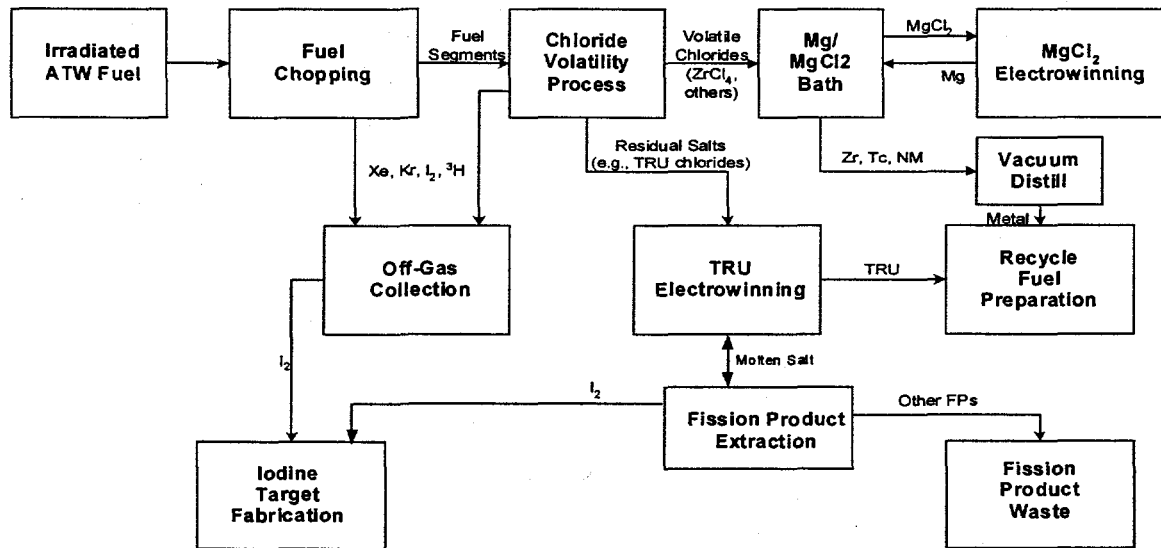 Irradiated
ATW Fuel
Fuel
Chopping
Fuel
Segments
Chloride
Volatility
Process
Volatile
Chlorides
(ZrCl₄,
others)
Mg/
MgCl2
Bath
MgCl₂
Mg
MgCl₂
Electrowinning
Xe, Kr, I₂, ³H
Residual Salts
(e.g., TRU chlorides)
Zr, Tc, NM
Vacuum
Distill
Metal
Off-Gas
Collection
TRU
Electrowinning
TRU
Recycle
Fuel
Preparation
I₂
Molten Salt
I₂
Fission Product
Extraction
Other FPs
Iodine
Target
Fabrication
Fission
Product
Waste